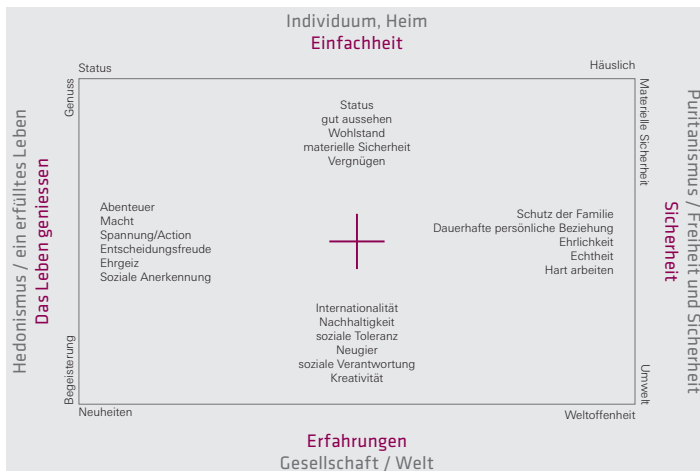 Individuum, Heim
Einfachheit
Status
Häuslich
Genuss
Materielle Sicherheit
Hedonismus / ein erfülltes Leben
Das Leben geniessen
Puritanismus / Freiheit und Sicherheit
Sicherheit
Status
gut aussehen
Wohlstand
materielle Sicherheit
Vergnügen
Abenteuer
Macht
Spannung/Action
Entscheidungsfreude
Ehrgeiz
Soziale Anerkennung
Schutz der Familie
Dauerhafte persönliche Beziehung
Ehrlichkeit
Echtheit
Hart arbeiten
Internationalität
Nachhaltigkeit
soziale Toleranz
Neugier
soziale Verantwortung
Kreativität
Begeisterung
Umwelt
Neuheiten
Weltoffenheit
Erfahrungen
Gesellschaft / Welt